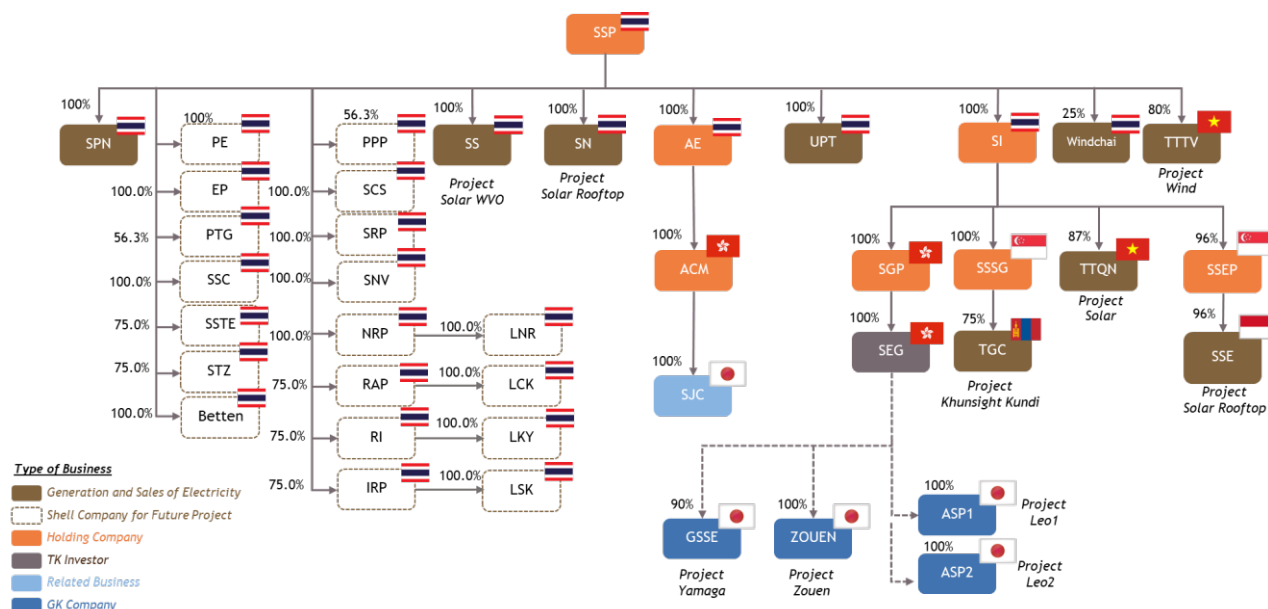 SSP
100%
SPN
100%
PE
100.0%
EP
56.3%
PTG
100.0%
SSC
75.0%
SSTE
75.0%
STZ
100.0%
Betten
56.3%
PPP
100.0%
SCS
100.0%
SRP
100.0%
SNV
100.0%
NRP
100.0%
LNR
75.0%
RAP
100.0%
LCK
75.0%
RI
100.0%
LKY
75.0%
IRP
100.0%
LSK
100%
SS
Project
Solar WVO
100%
SN
Project
Solar Rooftop
100%
AE
100%
ACM
100%
SJC
100%
UPT
100%
SI
25%
Windchai
80%
TTTV
Project
Wind
100%
SGP
100%
SEG
100%
SSSG
75%
TGC
Project
Khunsight Kundi
87%
TTQN
Project
Solar
96%
SSEP
96%
SSE
Project
Solar Rooftop
90%
GSSE
Project
Yamaga
100%
ZOUEN
Project
Zouen
100%
ASP1
Project
Leo1
100%
ASP2
Project
Leo2
Type of Business
Generation and Sales of Electricity
Shell Company for Future Project
Holding Company
TK Investor
Related Business
GK Company